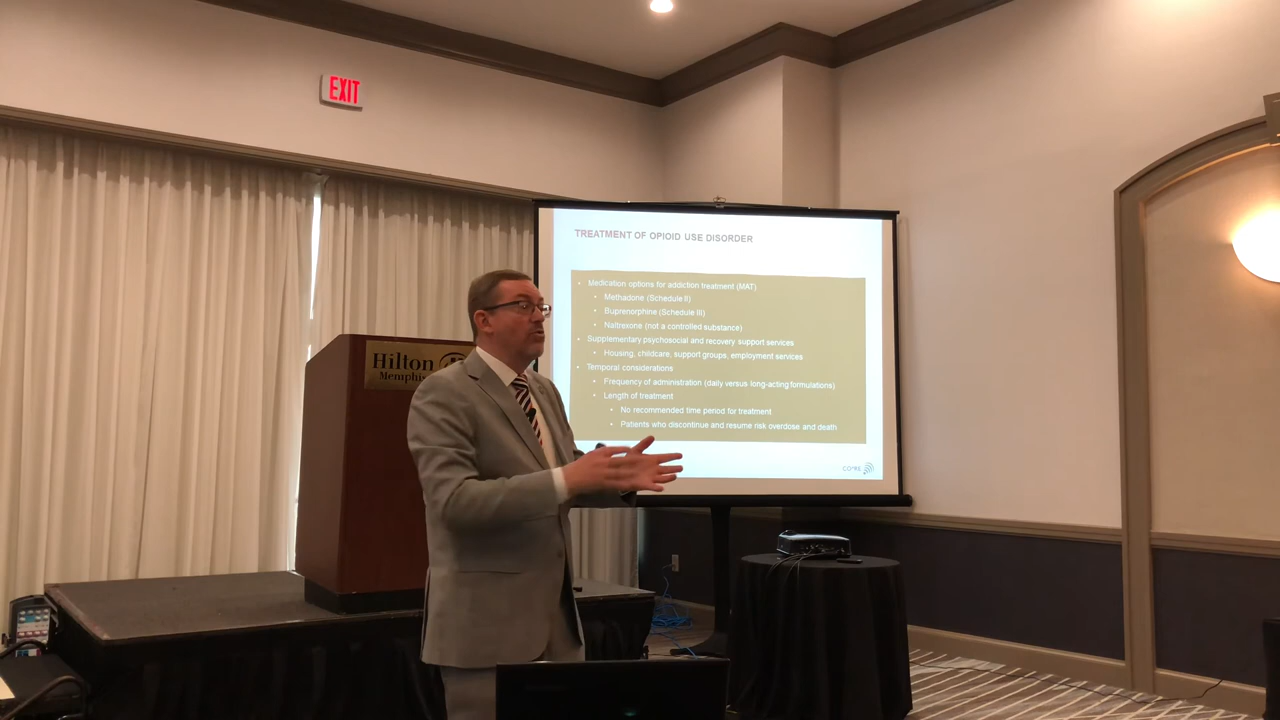 EXIT
Hilton
Memphis
TREATMENT OF OPIOID USE DISORDER
• Medication options for addiction treatment (MAT)
• Methadone (Schedule II)
• Buprenorphine (Schedule III)
• Naltrexone (not a controlled substance)
• Supplementary psychosocial and recovery support services
• Housing, childcare, support groups, employment services
• Temporal considerations
• Frequency of administration (daily versus long-acting formulations)
• Length of treatment
• No recommended time period for treatment
• Patients who discontinue and resume risk overdose and death